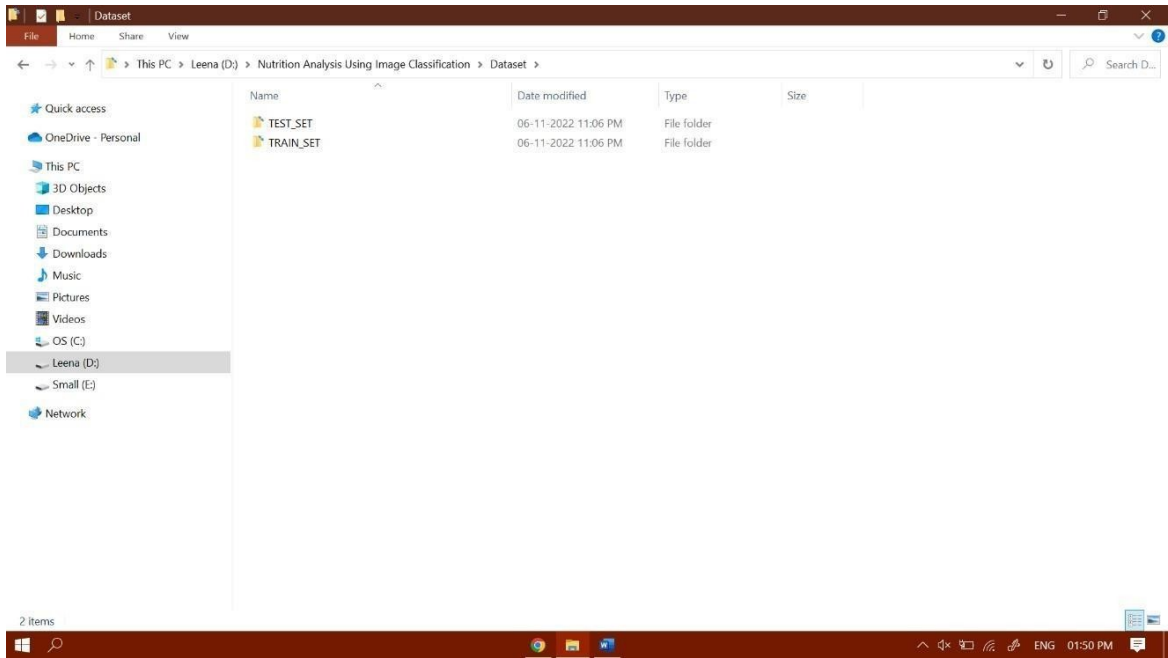 Dataset
File Home Share View
This PC > Leena (D:) > Nutrition Analysis Using Image Classification > Dataset >
Search D...
Name Date modified Type Size
TEST_SET 06-11-2022 11:06 PM File folder
TRAIN_SET 06-11-2022 11:06 PM File folder
Quick access
OneDrive - Personal
This PC
3D Objects
Desktop
Documents
Downloads
Music
Pictures
Videos
OS (C:)
Leena (D:)
Small (E:)
Network
2 items
ENG 01:50 PM